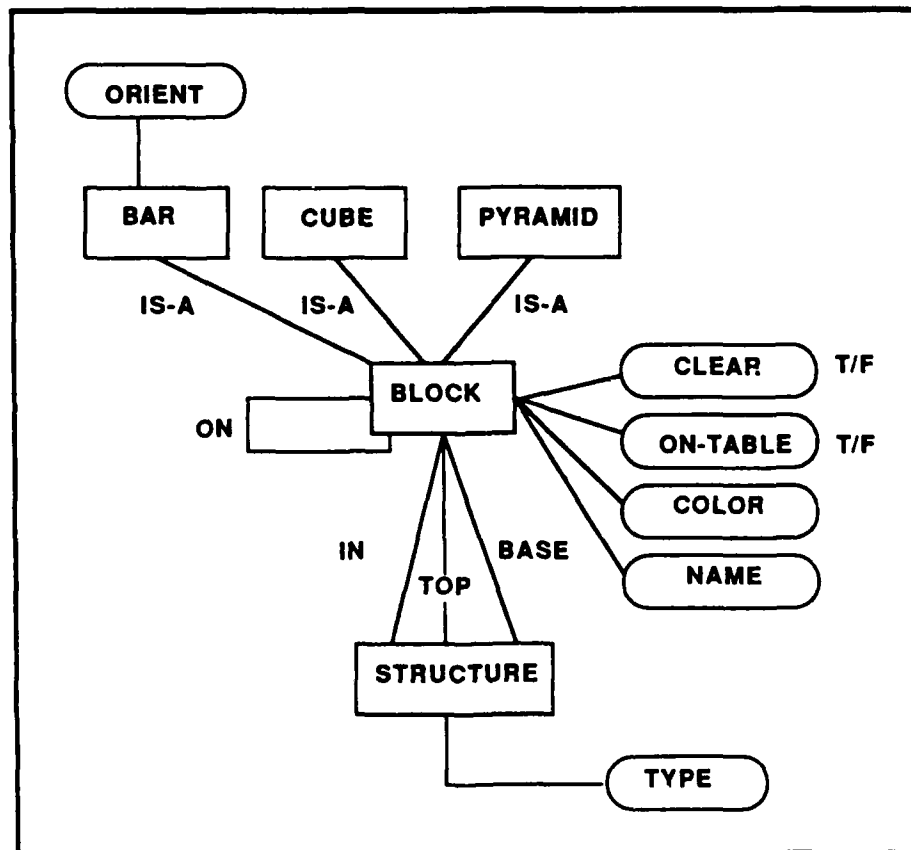 ORIENT
BAR
CUBE
PYRAMID
IS-A
IS-A
IS-A
CLEAR
T/F
BLOCK
ON
ON-TABLE
T/F
COLOR
IN
BASE
NAME
TOP
STRUCTURE
TYPE